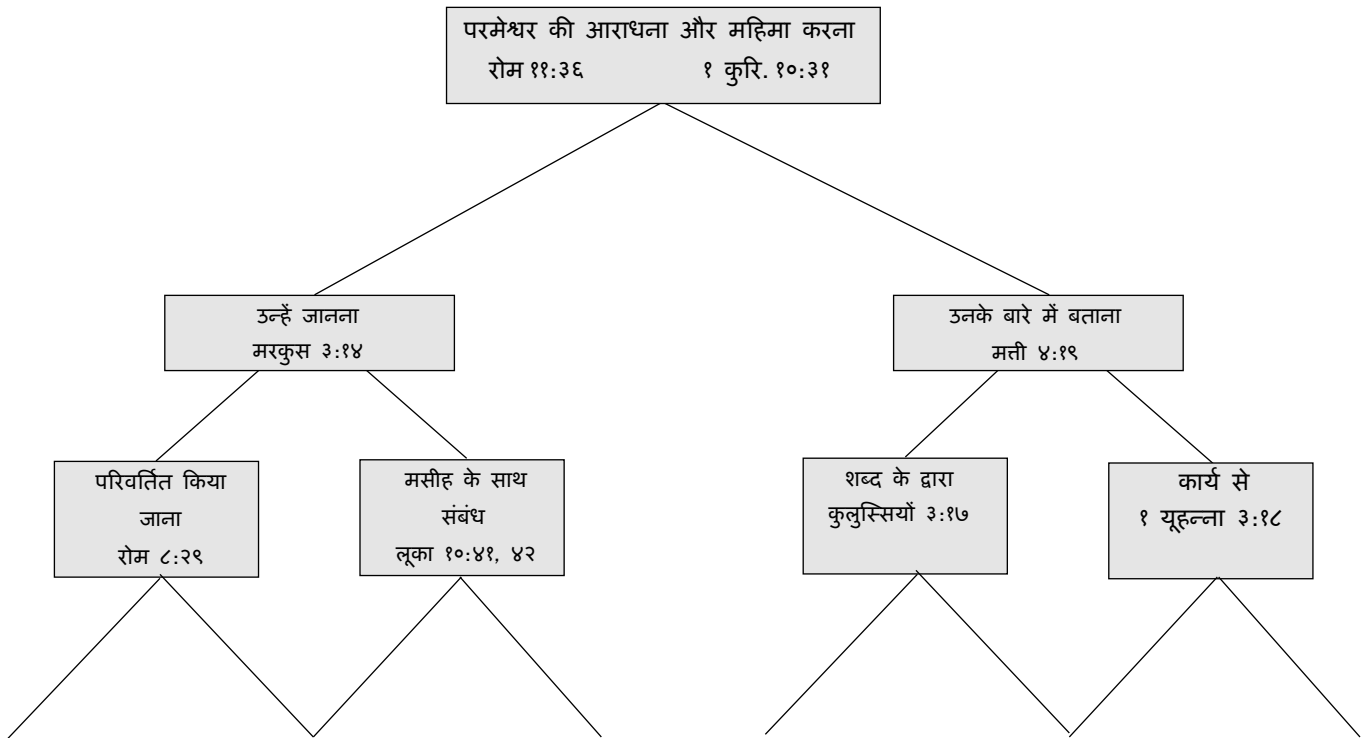 परमेश्वर की आराधना और महिमा करना
रोम ११:३६ १ कुरि. १०:३१
उन्हें जानना
मरकुस ३:१४
उनके बारे में बताना
मत्ती ४:१९
परिवर्तित किया
जाना
रोम ८:२९
मसीह के साथ
संबंध
लूका १०:४१, ४२
शब्द के द्वारा
कुलुस्सियों ३:१७
कार्य से
१ यूहन्ना ३:१८